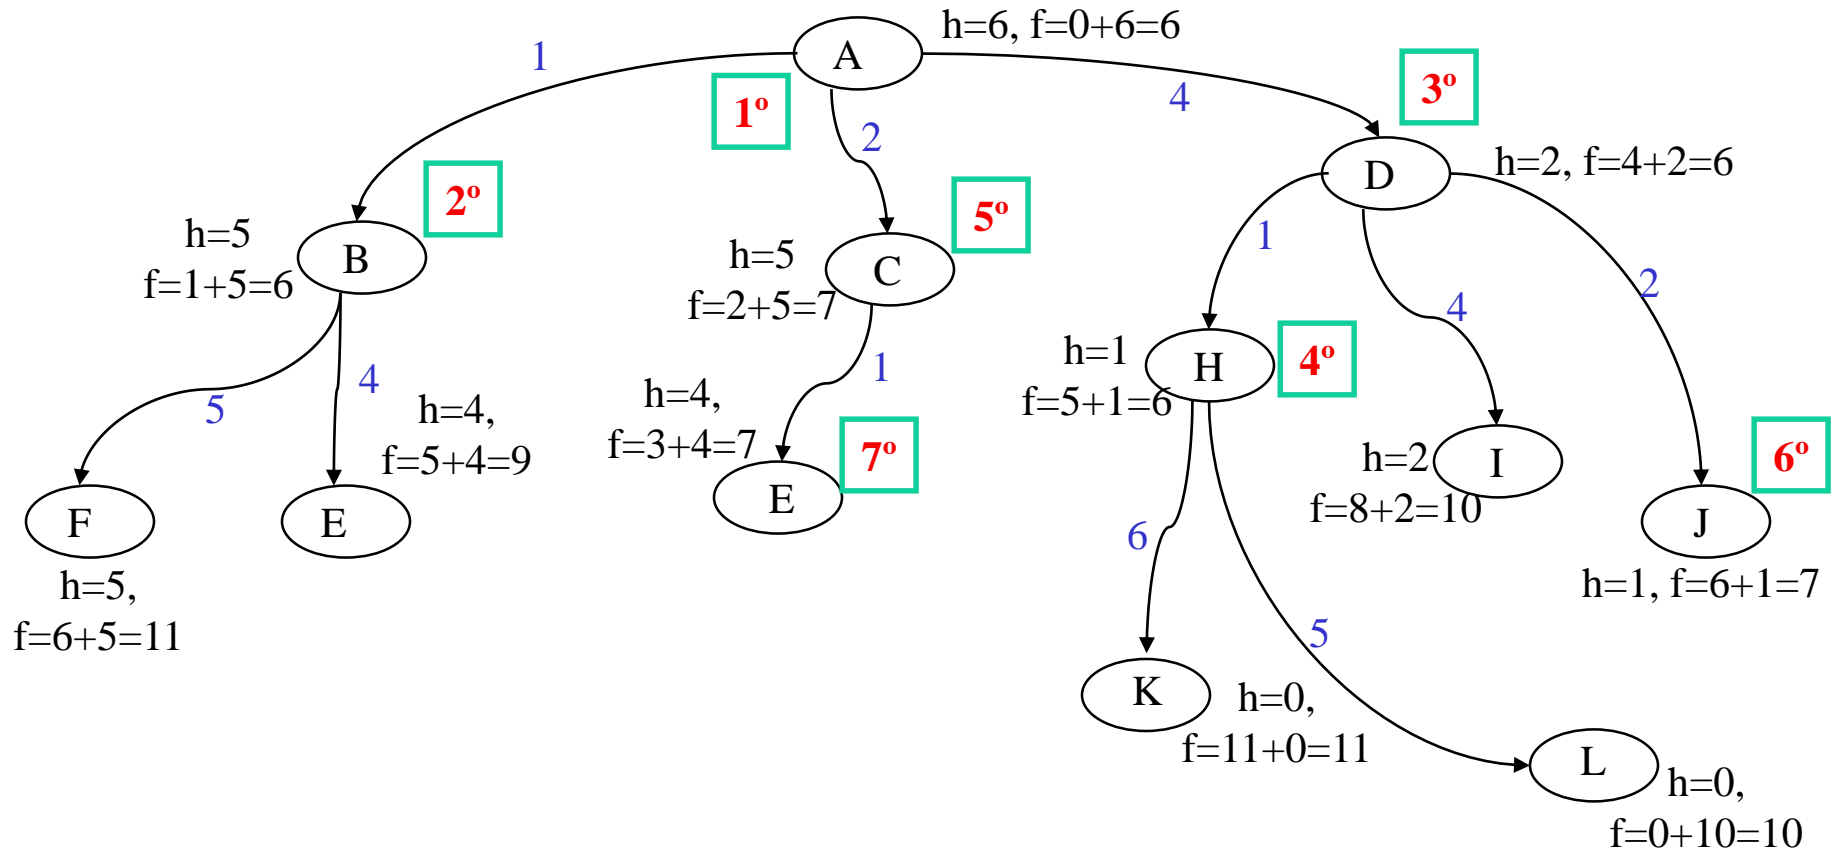 h=6, f=0+6=6
A
1
4
3º
1º
2
D
h=2, f=4+2=6
2º
5º
h=5
f=1+5=6
B
h=5
f=2+5=7
C
1
4
2
h=1
f=5+1=6
H
4º
5
4
h=4,
f=5+4=9
1
h=4,
f=3+4=7
7º
h=2
f=8+2=10
I
6º
F
E
E
J
6
h=5,
f=6+5=11
h=1, f=6+1=7
5
K
h=0,
f=11+0=11
L
h=0,
f=0+10=10